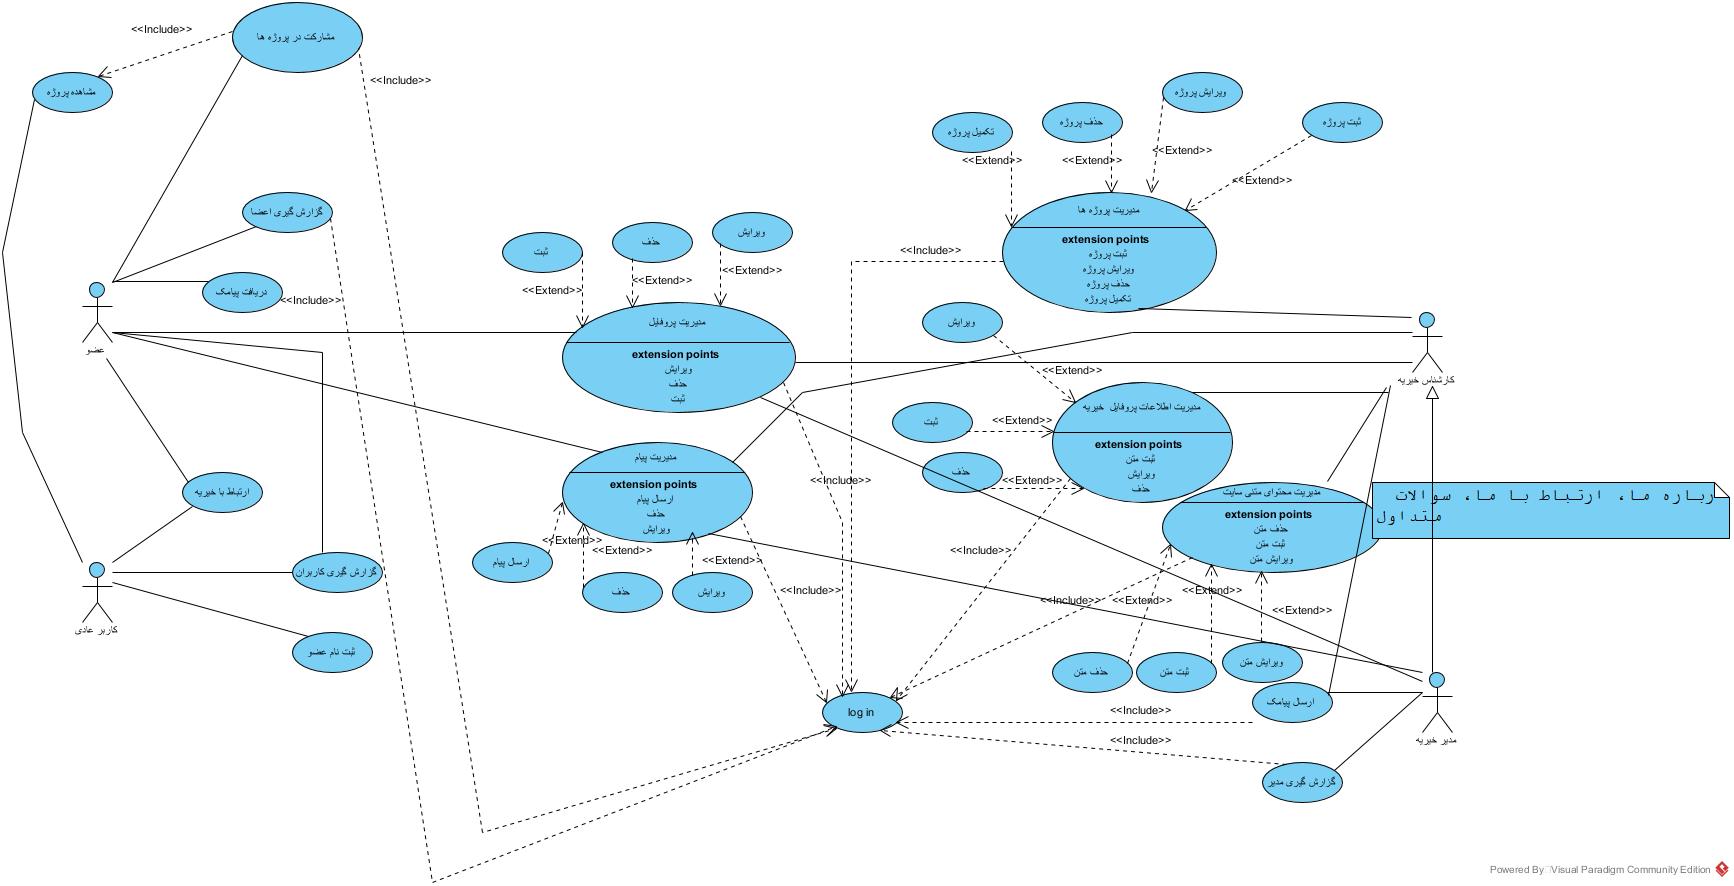 مشارکت در پروژه ها
<<Include>>
<<Include>>
مشاهده پروژه
ویرایش پروژه
حذف پروژه
ثبت پروژه
تکمیل پروژه
<<Extend>>
<<Extend>>
<<Extend>>
<<Extend>>
مدیریت پروژه ها
extension points
ثبت پروژه
ویرایش پروژه
حذف پروژه
تکمیل پروژه
<<Include>>
گزارش گیری اعضا
دریافت پیامک
<<Include>>
عضو
ثبت
حذف
ویرایش
<<Extend>>
<<Extend>>
<<Extend>>
مدیریت پروفایل
extension points
ویرایش
حذف
ثبت
ویرایش
<<Extend>>
کارشناس خیریه
مدیریت اطلاعات پروفایل خیریه
extension points
ثبت متن
ویرایش
حذف
ثبت
<<Extend>>
حذف
<<Extend>>
مدیریت پیام
extension points
ارسال پیام
حذف
ویرایش
<<Include>>
ارتباط با خیریه
مدیریت محتوای متنی سایت
extension points
حذف متن
ثبت متن
ویرایش متن
رباره ما، ارتباط با ما، سوالات
متداول
<<Extend>>
<<Extend>>
<<Extend>>
ارسال پیام
حذف
ویرایش
<<Include>>
<<Include>>
گزارش گیری کاربران
کاربر عادی
ثبت نام عضو
<<Include>>
<<Extend>>
<<Extend>>
<<Extend>>
حذف متن
ثبت متن
ویرایش متن
ارسال پیامک
log in
<<Include>>
<<Include>>
مدیر خیریه
گزارش گیری مدیر
Powered By Visual Paradigm Community Edition